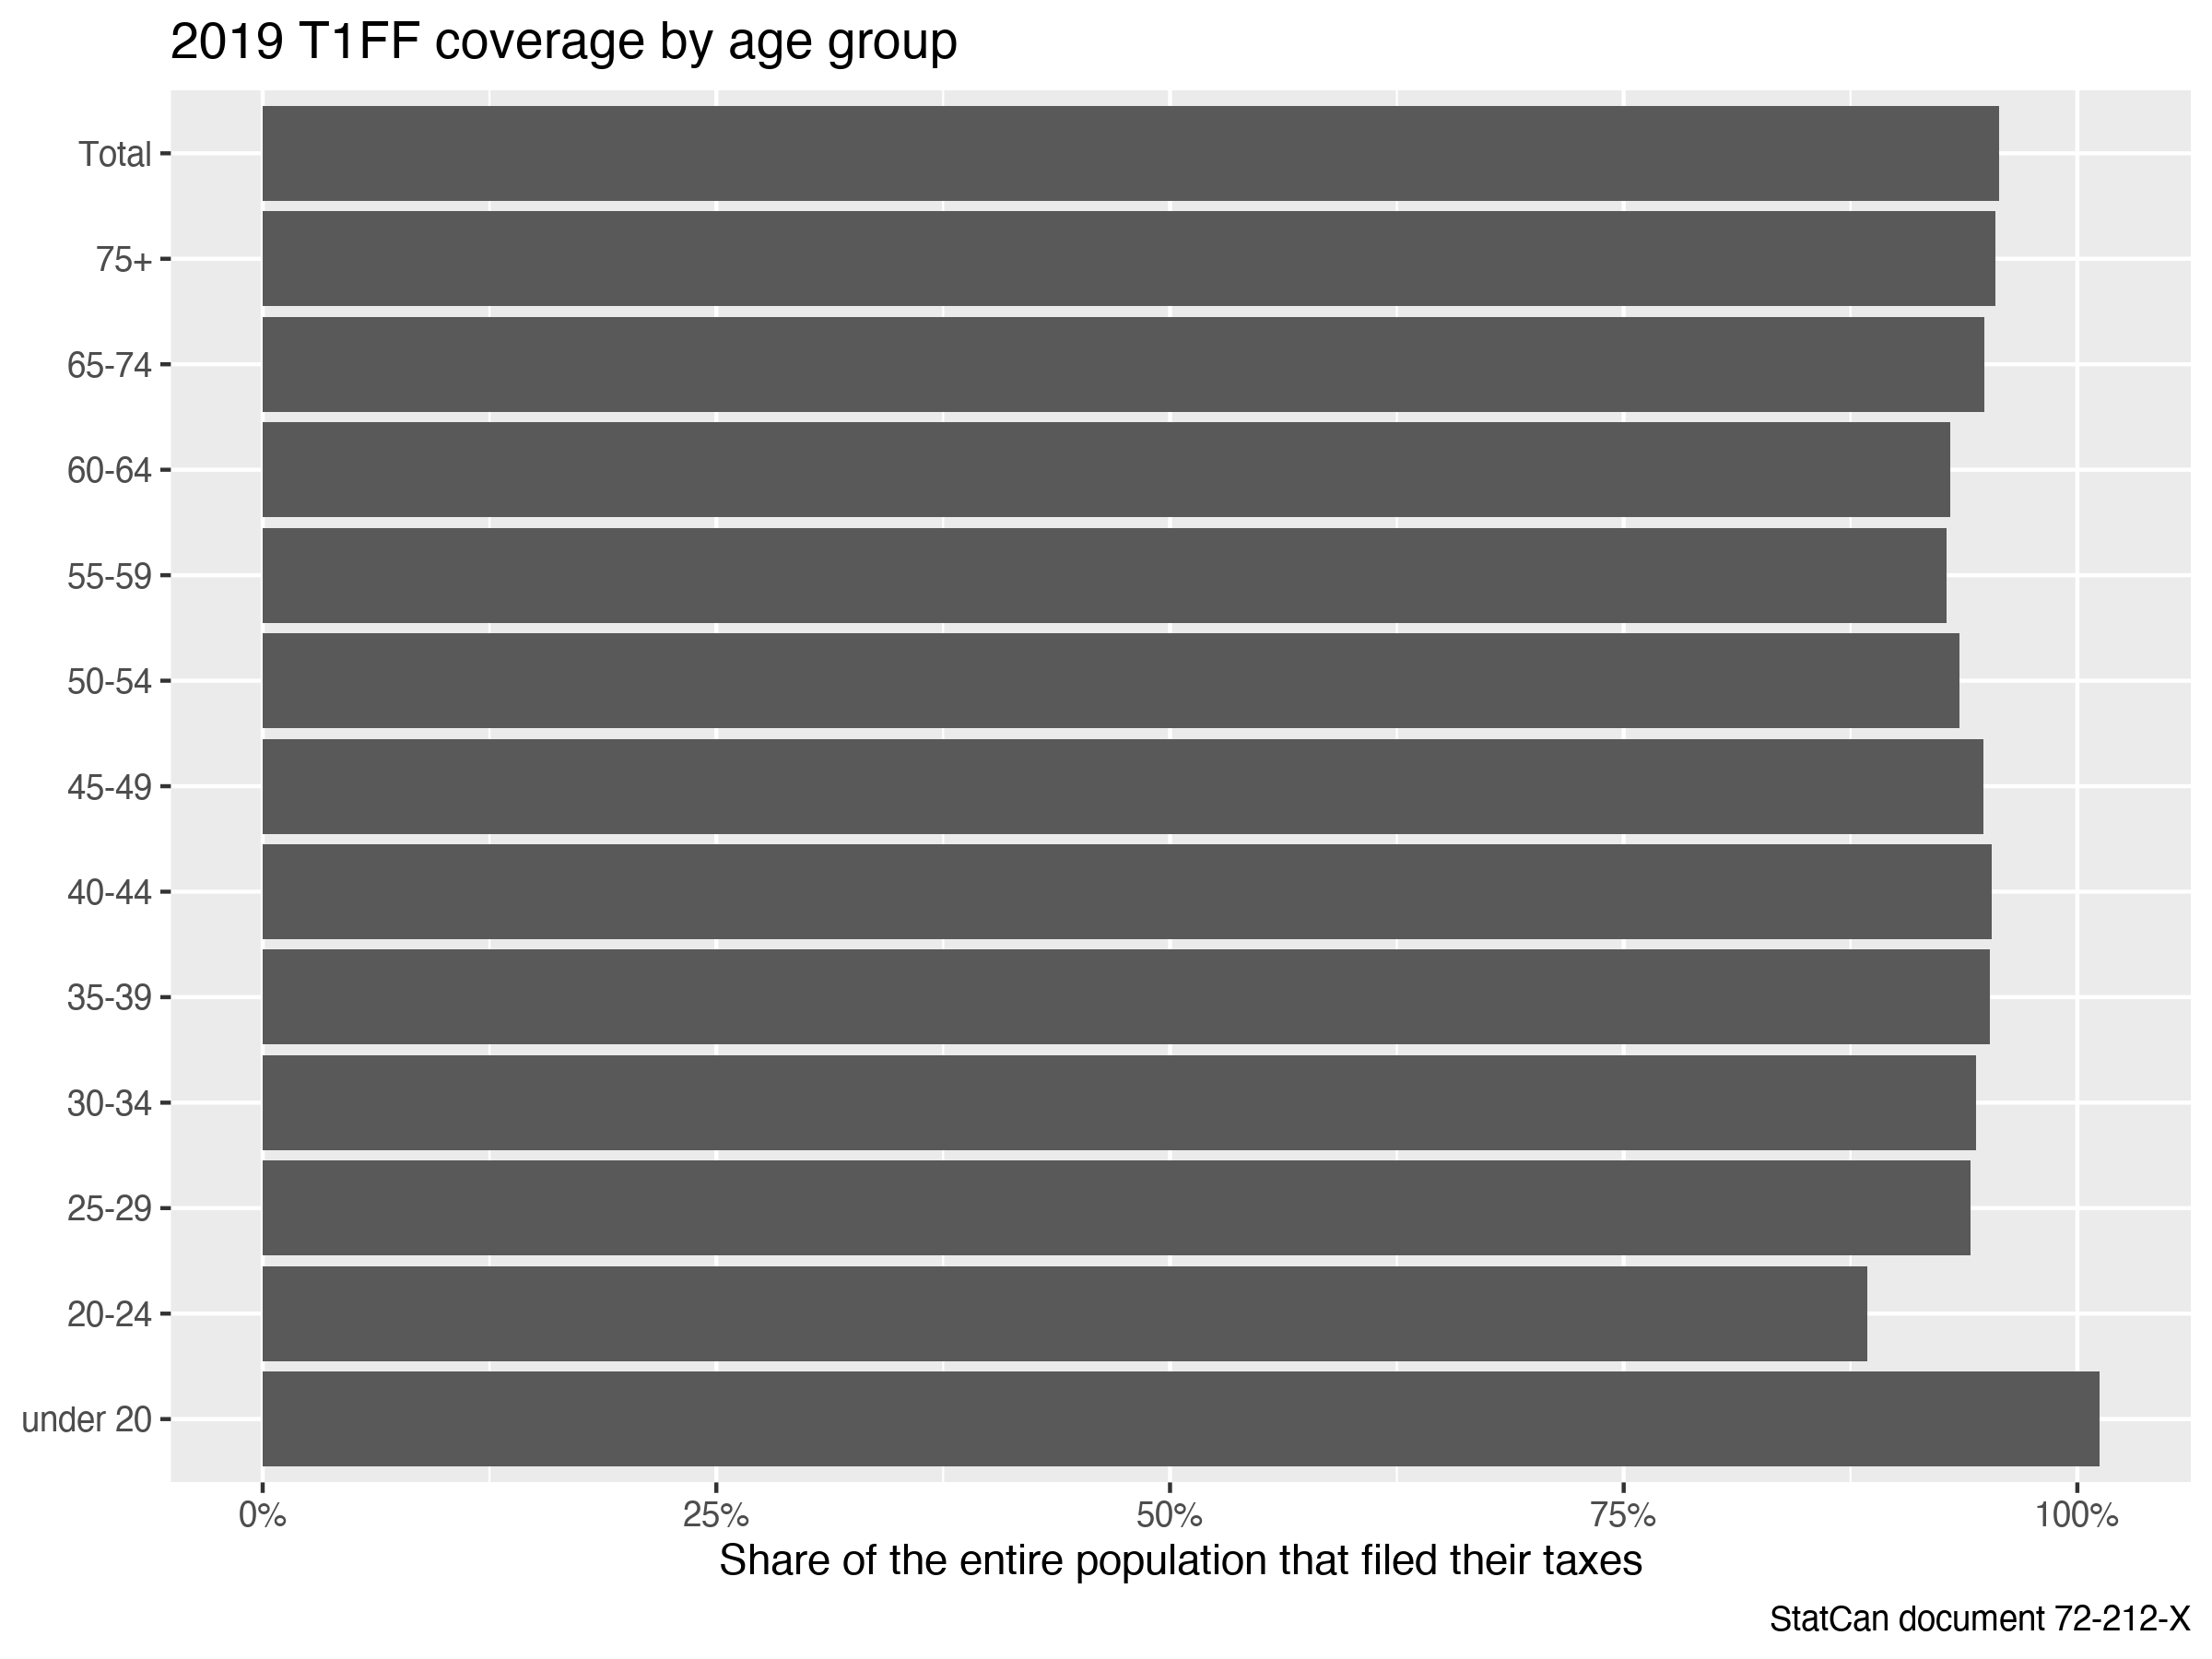 2019 T1FF coverage by age group
Total
75+
65-74
60-64
55-59
50-54
45-49
40-44
35-39
30-34
25-29
20-24
under 20
0% 25% 50% 75% 100%
Share of the entire population that filed their taxes
StatCan document 72-212-X